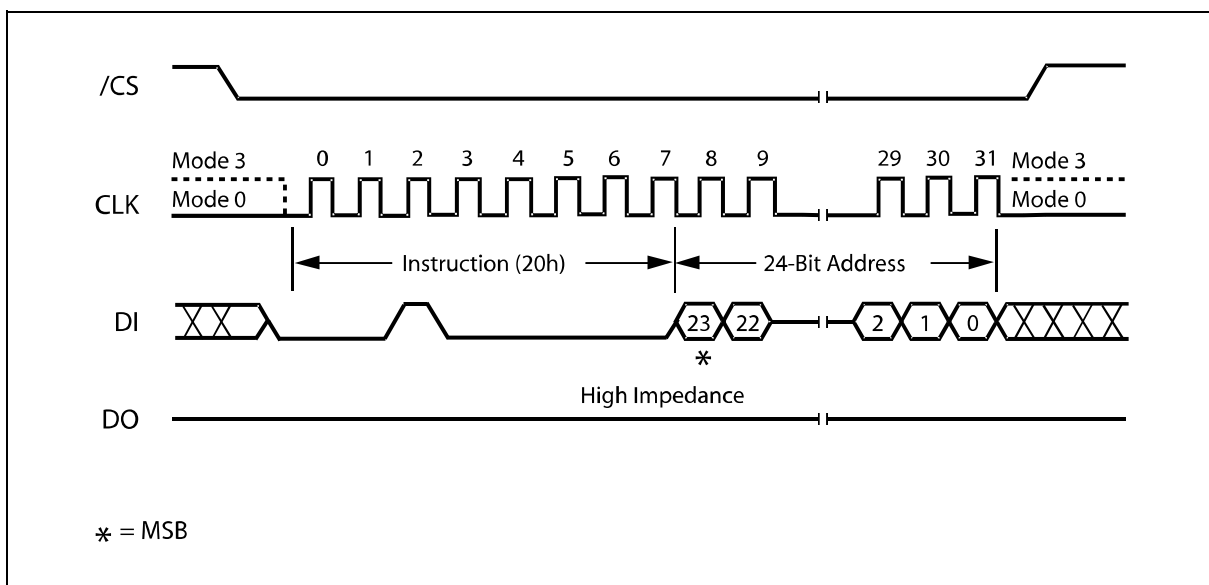 /CS
Mode 3 0 1 2 3 4 5 6 7 8 9 29 30 31 Mode 3
CLK Mode 0 Mode 0
Instruction (20h) 24-Bit Address
DI 23 22 2 1 0
*
High Impedance
DO
* = MSB